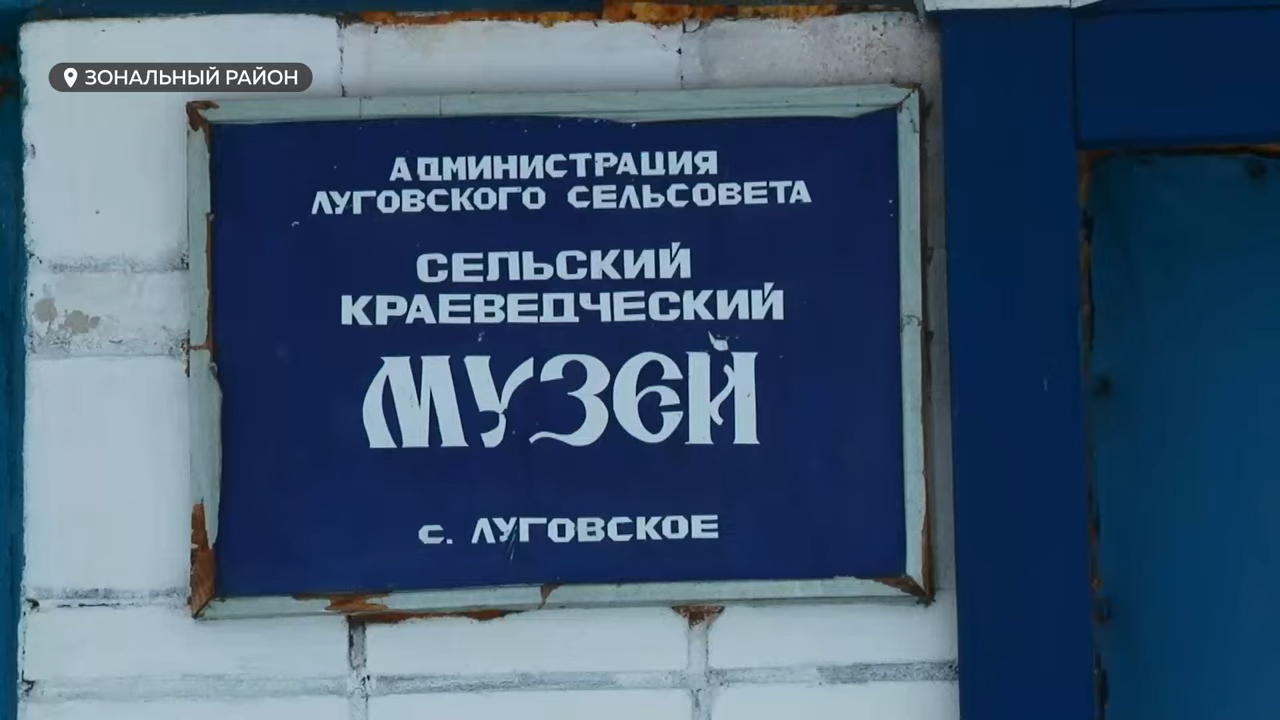 ЗОНАЛЬНЫЙ РАЙОН
АДМИНИСТРАЦИЯ
ЛУГОВСКОГО СЕЛЬСОВЕТА
СЕЛЬСКИЙ
КРАЕВЕДЧЕСКИЙ
МУЗЕЙ
с. ЛУГОВСКОЕ